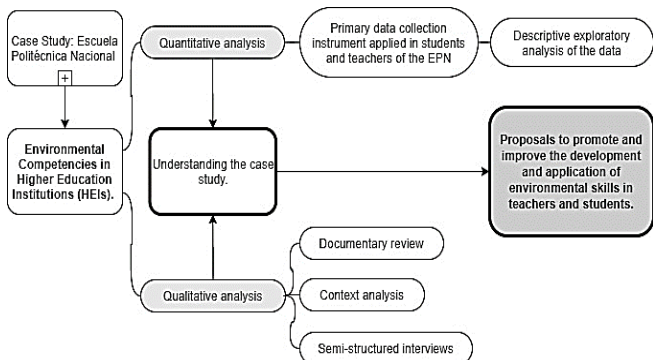 Case Study: Escuela
Politécnica Nacional
+
Quantitative analysis
Primary data collection
instrument applied in students
and teachers of the EPN
Descriptive exploratory
analysis of the data
Environmental
Competencies in
Higher Education
Institutions (HEIs).
Understanding the case
study.
Proposals to promote and
improve the development
and application of
environmental skills in
teachers and students.
Qualitative analysis
Documentary review
Context analysis
Semi-structured interviews